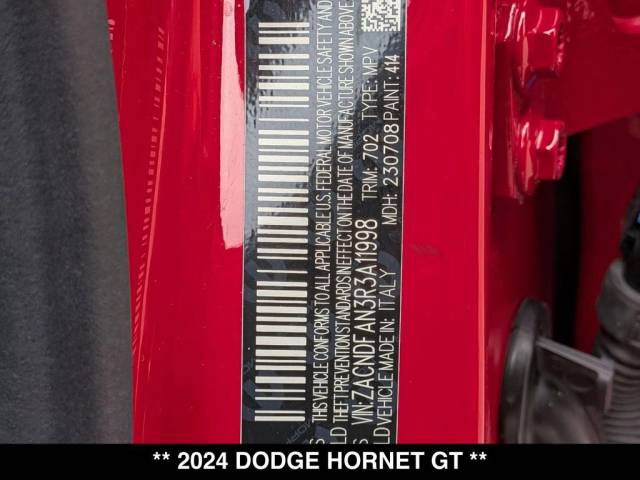 THIS VEHICLE CONFORMS TO ALL APPLICABLE U.S. FEDERAL MOTOR VEHICLE SAFETY AND
THEFT PREVENTION STANDARDS IN EFFECT ON THE DATE OF MANUFACTURE SHOWN ABOVE.
VIN: ZACNDFAN3R3A11998 TRIM: 702 TYPE: MPV
VEHICLE MADE IN: ITALY MDH: 230708 PAINT: 414
** 2024 DODGE HORNET GT **